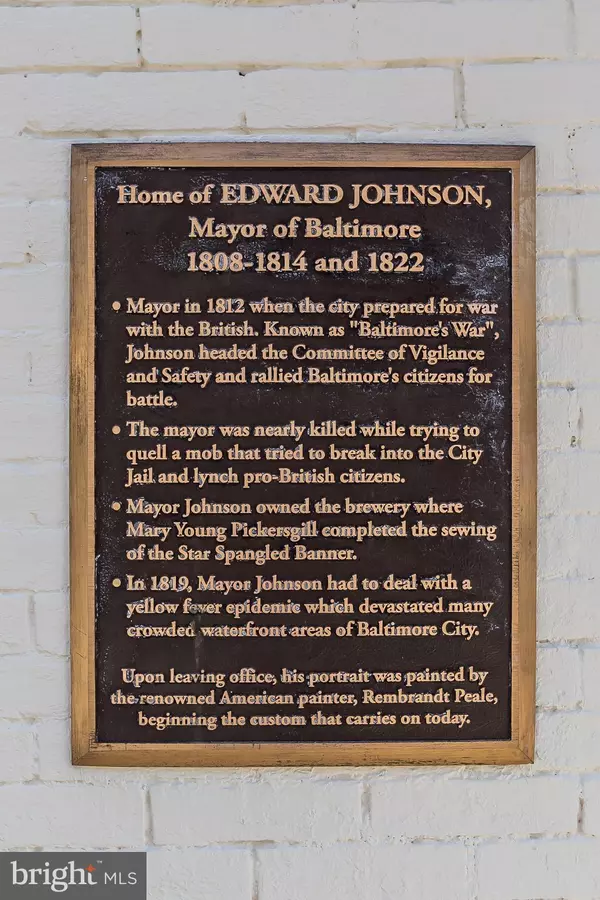 Home of EDWARD JOHNSON,
Mayor of Baltimore
1808-1814 and 1822
• Mayor in 1812 when the city prepared for war
with the British. Known as "Baltimore's War",
Johnson headed the Committee of Vigilance
and Safety and rallied Baltimore's citizens for
battle.
• The mayor was nearly killed while trying to
quell a mob that tried to break into the City
Jail and lynch pro-British citizens.
• Mayor Johnson owned the brewery where
Mary Young Pickersgill completed the sewing
of the Star Spangled Banner.
• In 1819, Mayor Johnson had to deal with a
yellow fever epidemic which devastated many
crowded waterfront areas of Baltimore City.
Upon leaving office, his portrait was painted by
the renowned American painter, Rembrandt Peale,
beginning the custom that carries on today.
bright™ MLS